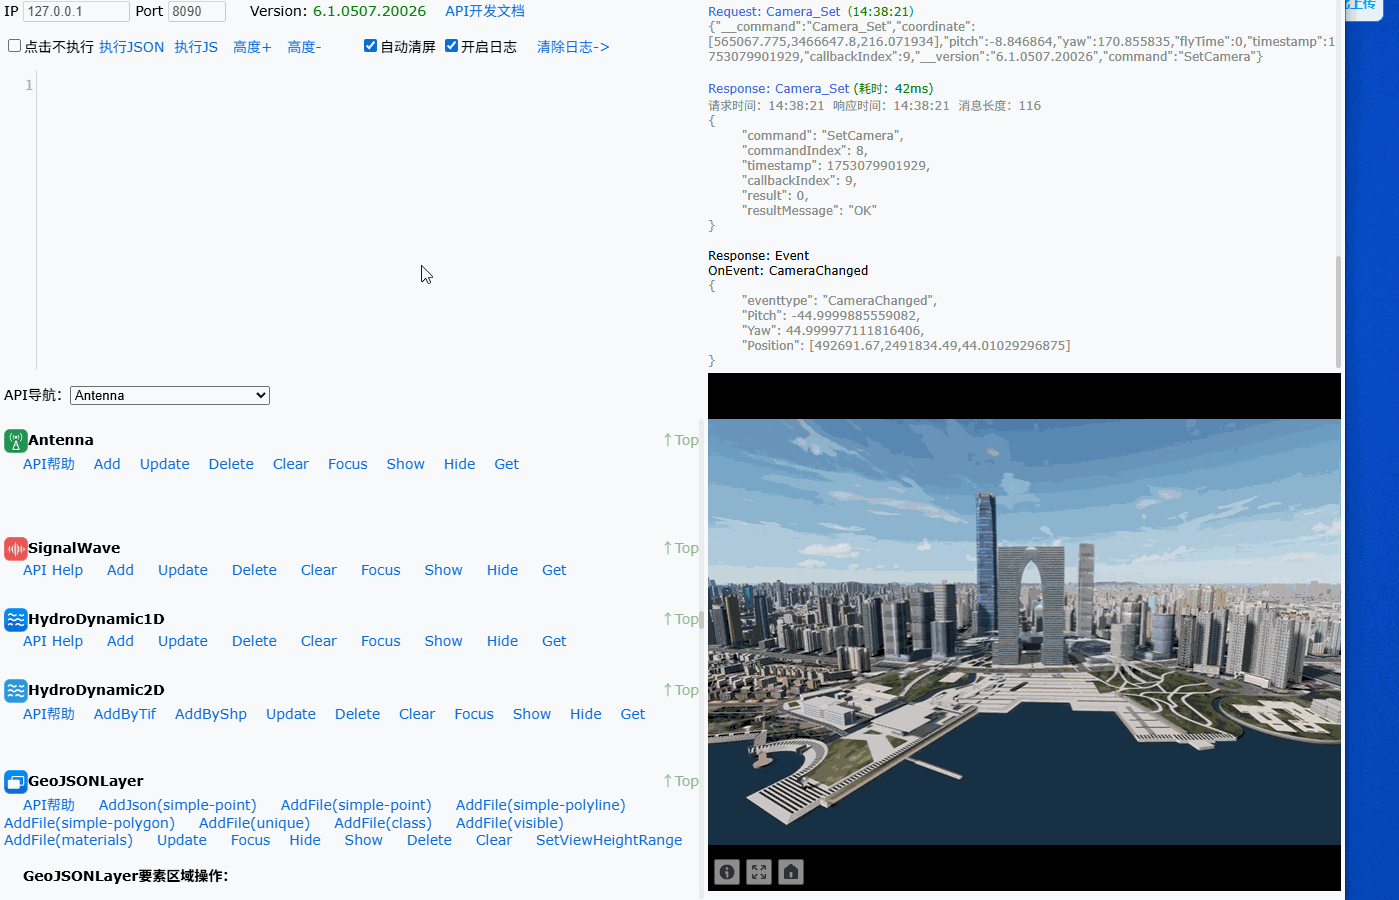 IP 127.0.0.1 Port 8090 Version: 6.1.0507.20026 API开发文档
点击不执行 执行JSON 执行JS 高度+ 高度- 自动清屏 开启日志 清除日志->
1
API导航： Antenna
Antenna ↑Top
API帮助 Add Update Delete Clear Focus Show Hide Get
SignalWave ↑Top
API Help Add Update Delete Clear Focus Show Hide Get
HydroDynamic1D ↑Top
API Help Add Update Delete Clear Focus Show Hide Get
HydroDynamic2D ↑Top
API帮助 AddByTif AddByShp Update Delete Clear Focus Show Hide Get
GeoJSONLayer ↑Top
API帮助 AddJson(simple-point) AddFile(simple-point) AddFile(simple-polyline)
AddFile(simple-polygon) AddFile(unique) AddFile(class) AddFile(visible)
AddFile(materials) Update Focus Hide Show Delete Clear SetViewHeightRange
GeoJSONLayer要素区域操作：
Request: Camera_Set（14:38:21）
{"__command":"Camera_Set","coordinate":
[565067.775,3466647.8,216.071934],"pitch":-8.846864,"yaw":170.855835,"flyTime":0,"timestamp":1
753079901929,"callbackIndex":9,"__version":"6.1.0507.20026","command":"SetCamera"}
Response: Camera_Set (耗时：42ms)
请求时间：14:38:21 响应时间：14:38:21 消息长度：116
{
"command": "SetCamera",
"commandIndex": 8,
"timestamp": 1753079901929,
"callbackIndex": 9,
"result": 0,
"resultMessage": "OK"
}
Response: Event
OnEvent: CameraChanged
{
"eventtype": "CameraChanged",
"Pitch": -44.9999885559082,
"Yaw": 44.999977111816406,
"Position": [492691.67,2491834.49,44.01029296875]
}
上传